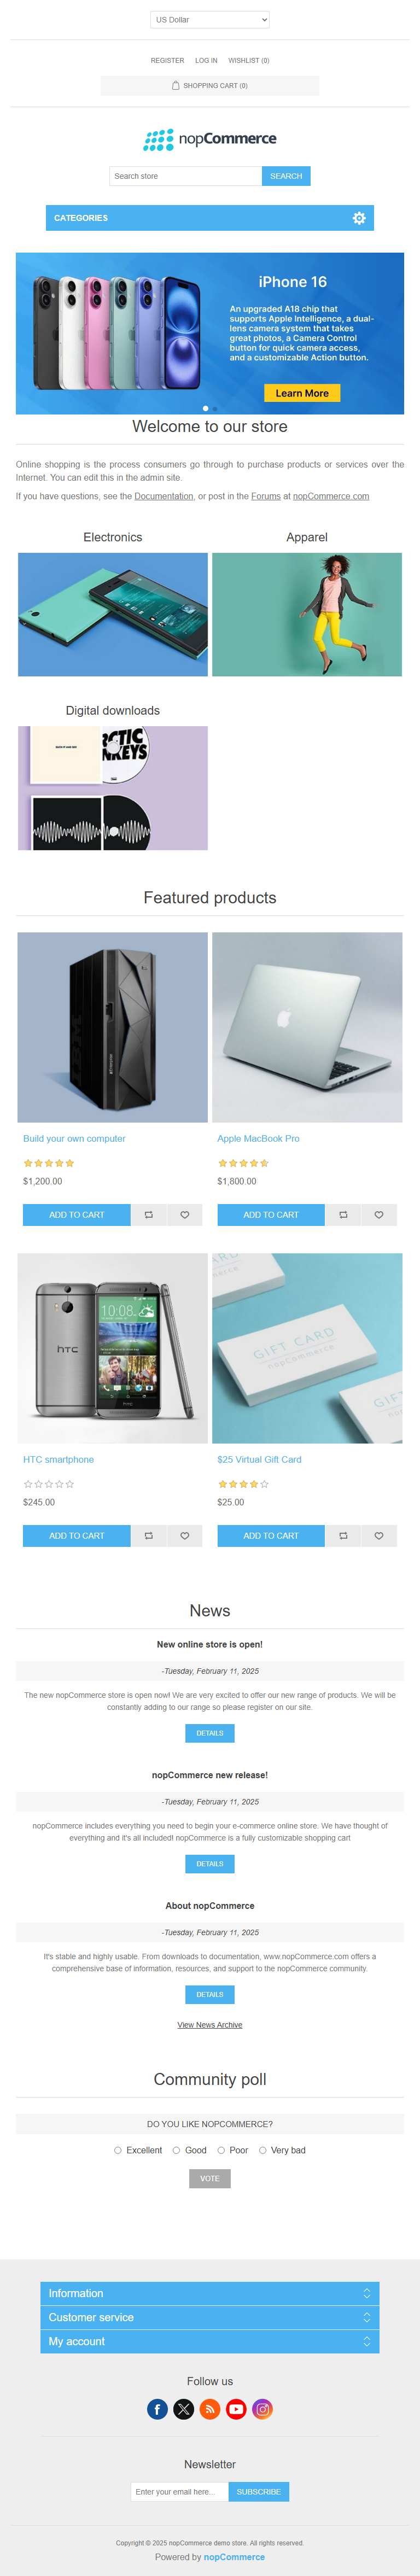 US Dollar
REGISTER LOG IN WISHLIST (0)
SHOPPING CART (0)
nopCommerce
Search store SEARCH
CATEGORIES
iPhone 16
An upgraded A18 chip that
supports Apple Intelligence, a dual-
lens camera system that takes
great photos, a Camera Control
button for quick camera access,
and a customizable Action button.
Learn More
Welcome to our store
Online shopping is the process consumers go through to purchase products or services over the
Internet. You can edit this in the admin site.
If you have questions, see the Documentation, or post in the Forums at nopCommerce.com
Electronics Apparel
Digital downloads
Featured products
IBM
Build your own computer
$1,200.00
ADD TO CART
Apple MacBook Pro
$1,800.00
ADD TO CART
hTC
10:08
HTC smartphone
$245.00
ADD TO CART
GIFT CARD
nopCommerce
$25 Virtual Gift Card
$25.00
ADD TO CART
News
New online store is open!
-Tuesday, February 11, 2025
The new nopCommerce store is open now! We are very excited to offer our new range of products. We will be
constantly adding to our range so please register on our site.
DETAILS
nopCommerce new release!
-Tuesday, February 11, 2025
nopCommerce includes everything you need to begin your e-commerce online store. We have thought of
everything and it's all included! nopCommerce is a fully customizable shopping cart
DETAILS
About nopCommerce
-Tuesday, February 11, 2025
It's stable and highly usable. From downloads to documentation, www.nopCommerce.com offers a
comprehensive base of information, resources, and support to the nopCommerce community.
DETAILS
View News Archive
Community poll
DO YOU LIKE NOPCOMMERCE?
Excellent Good Poor Very bad
VOTE
Information
Customer service
My account
Follow us
Newsletter
Enter your email here... SUBSCRIBE
Copyright © 2025 nopCommerce demo store. All rights reserved.
Powered by nopCommerce